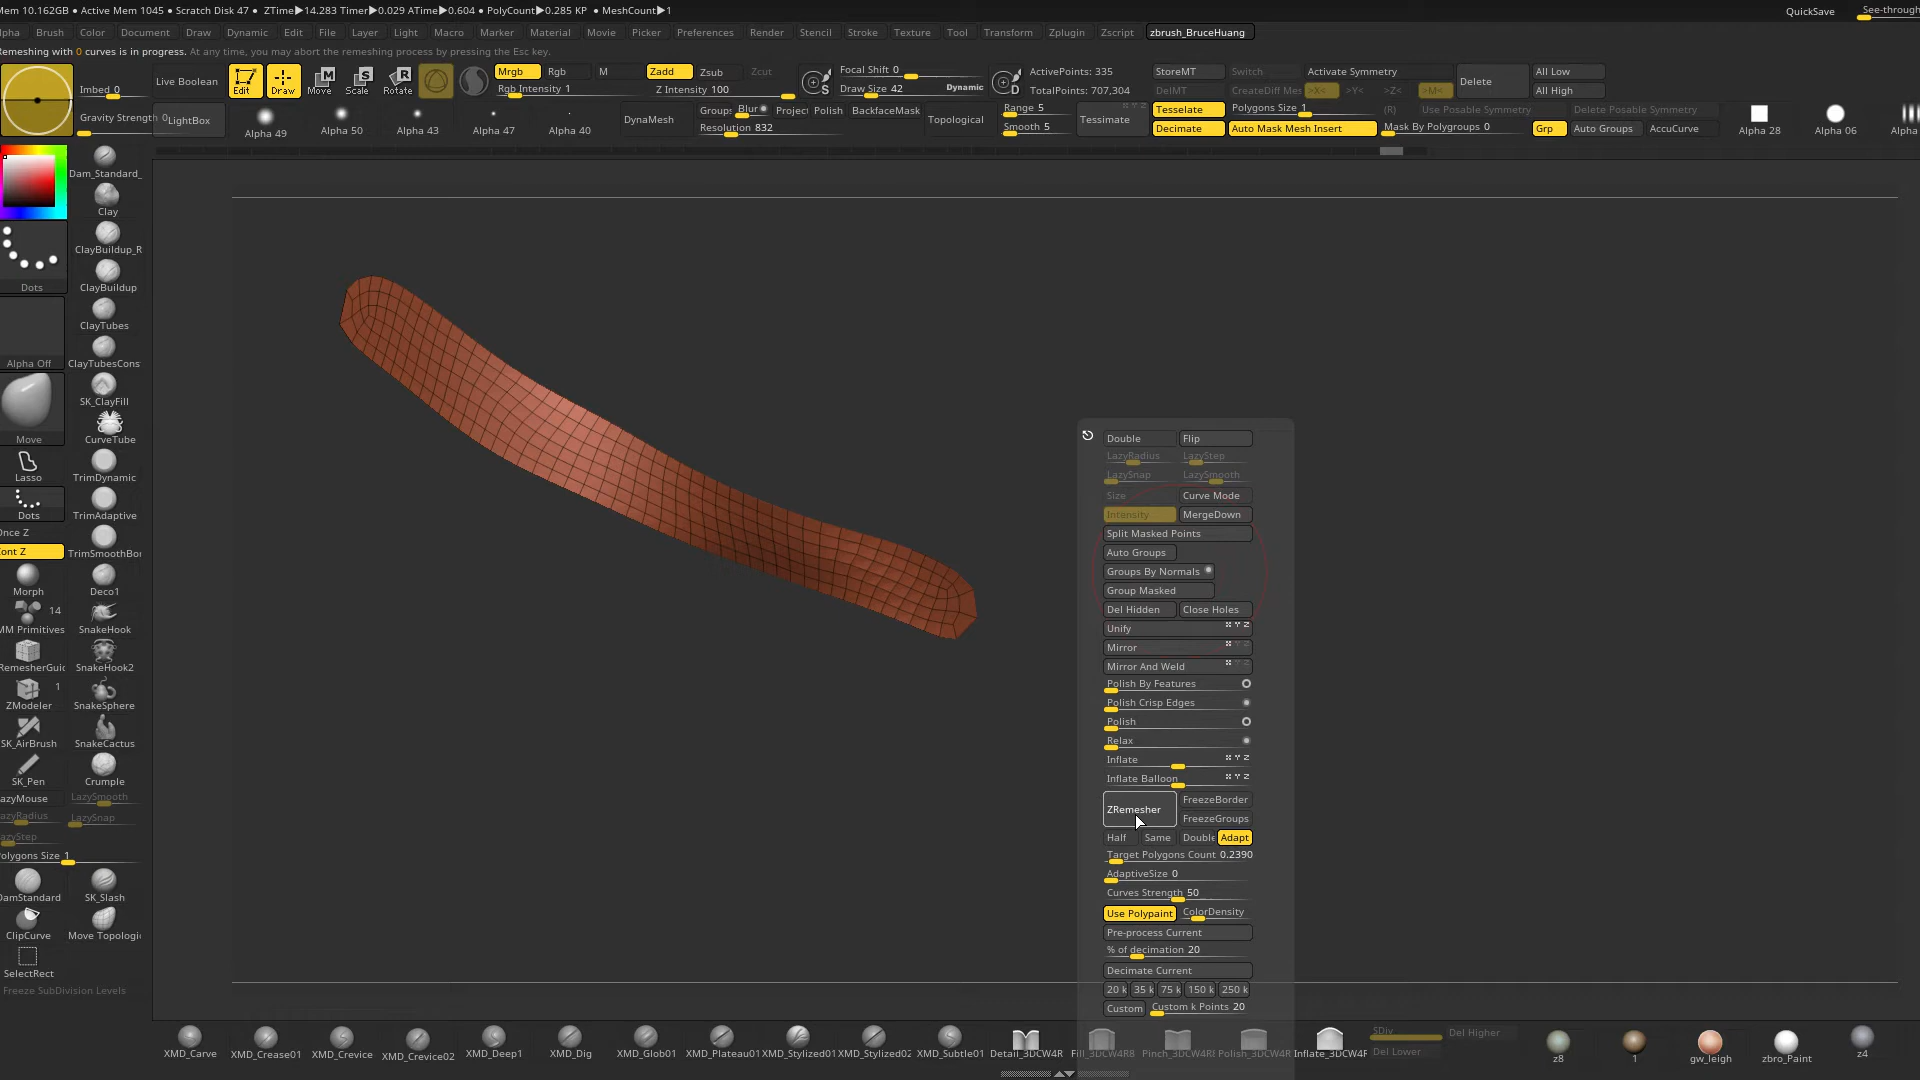 Mem 10.162GB ● Active Mem 1045 ● Scratch Disk 47 ● ZTime▶14.283 Timer▶0.029 ATime▶0.604 ● PolyCount▶0.285 KP ● MeshCount▶1
QuickSave
See-through
lpha Brush Color Document Draw Dynamic Edit File Layer Light Macro Marker Material Movie Picker Preferences Render Stencil Stroke Texture Tool Transform Zplugin Zscript zbrush_BruceHuang
Remeshing with 0 curves is in progress. At any time, you may abort the remeshing process by pressing the Esc key.
Imbed 0
Gravity Strength 0
Live Boolean
LightBox
Edit Draw Move Scale Rotate
Mrgb Rgb M Zadd Zsub Zcut
Rgb Intensity 1 Z Intensity 100
Focal Shift 0
Draw Size 42 Dynamic
S
D
ActivePoints: 335
TotalPoints: 707,304
StoreMT Switch Activate Symmetry
DelMT CreateDiff Mes >X< >Y< >Z< >M<
Delete
All Low
All High
Alpha 49 Alpha 50 Alpha 43 Alpha 47 Alpha 40
DynaMesh
Groups Blur Project Polish BackfaceMask
Resolution 832
Topological
Range 5
Smooth 5
Tessimate
Tesselate Polygons Size 1 (R) Use Posable Symmetry Delete Posable Symmetry
Decimate Auto Mask Mesh Insert Mask By Polygroups 0 Grp Auto Groups AccuCurve
Alpha 28 Alpha 06 Alpha
Dam_Standard_
Clay
ClayBuildup_R
Dots ClayBuildup
ClayTubes
Alpha Off ClayTubesCons
SK_ClayFill
Move CurveTube
Lasso TrimDynamic
Dots TrimAdaptive
Once Z
Cont Z TrimSmoothBor
Morph Deco1
14
MM Primitives SnakeHook
RemesherGuid SnakeHook2
1
ZModeler SnakeSphere
SK_AirBrush SnakeCactus
SK_Pen Crumple
azyMouse LazySmooth
azyRadius LazySnap
azyStep
olygons Size 1
DamStandard SK_Slash
ClipCurve Move Topologi
SelectRect
Freeze SubDivision Levels
Double Flip
LazyRadius LazyStep
LazySnap LazySmooth
Size Curve Mode
Intensity MergeDown
Split Masked Points
Auto Groups
Groups By Normals
Group Masked
Del Hidden Close Holes
Unify
Mirror
Mirror And Weld
Polish By Features
Polish Crisp Edges
Polish
Relax
Inflate
Inflate Balloon
ZRemesher FreezeBorder
FreezeGroups
Half Same Double Adapt
Target Polygons Count 0.2390
AdaptiveSize 0
Curves Strength 50
Use Polypaint ColorDensity
Pre-process Current
% of decimation 20
Decimate Current
20 k 35 k 75 k 150 k 250 k
Custom Custom k Points 20
XMD_Carve XMD_Crease01 XMD_Crevice XMD_Crevice02 XMD_Deep1 XMD_Dig XMD_Glob01 XMD_Plateau01 XMD_Stylized01 XMD_Stylized02 XMD_Subtle01 Detail_3DCW4R Fill_3DCW4R8 Pinch_3DCW4R8 Polish_3DCW4R Inflate_3DCW4R
SDiv Del Higher
Del Lower
z8 1 gw_leigh zbro_Paint z4